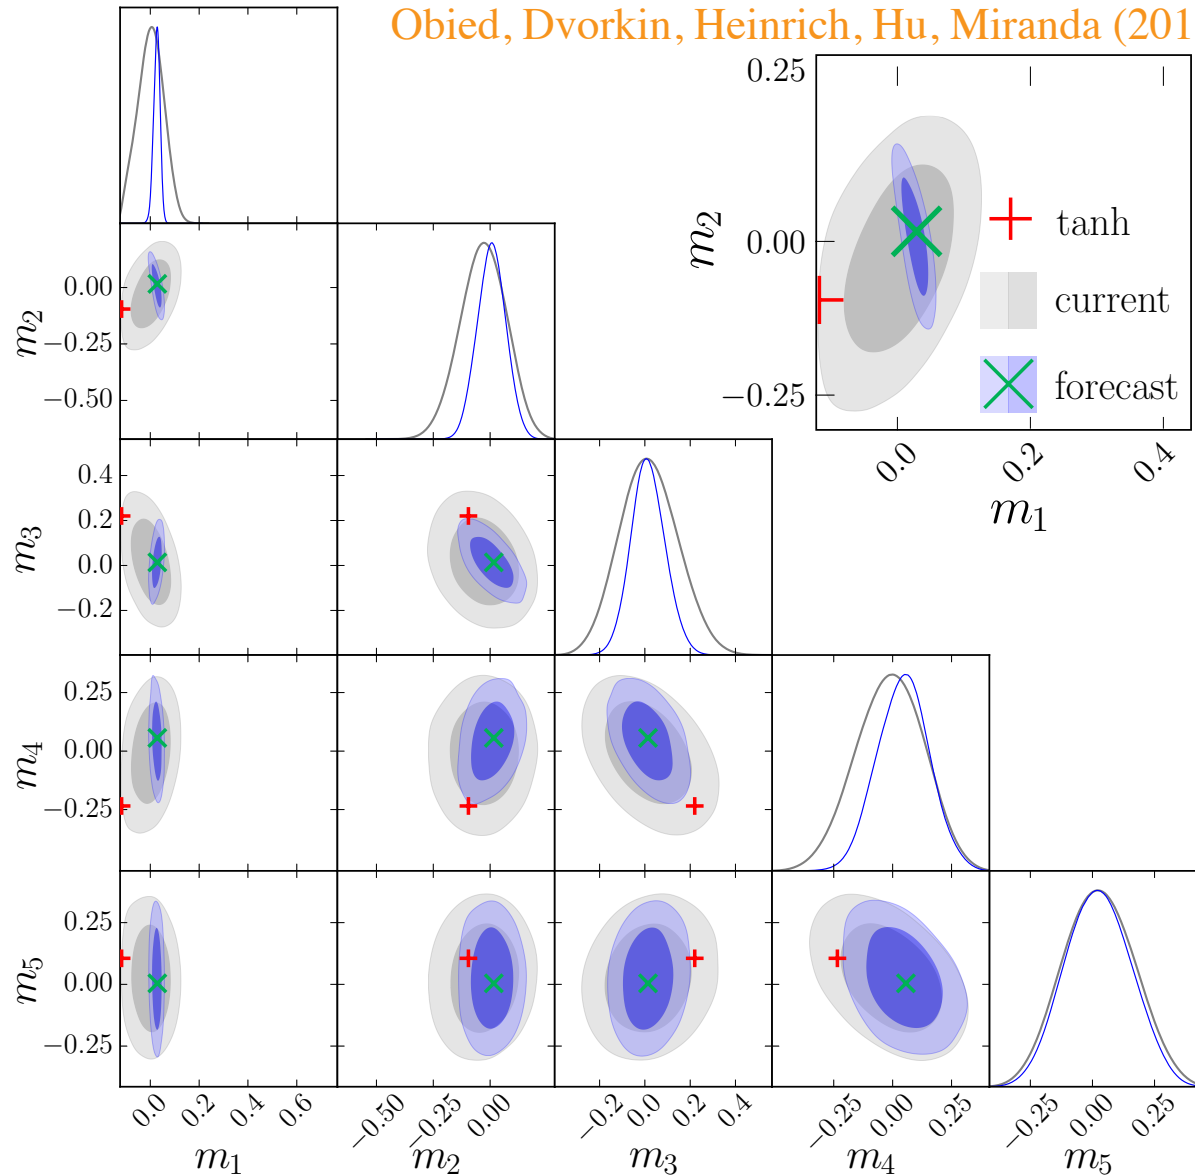 Obied, Dvorkin, Heinrich, Hu, Miranda (201
0.25
m2
0.00
−0.25
0.0
0.2
0.4
m1
tanh
current
forecast
m2
0.00
−0.25
−0.50
m3
0.4
0.2
0.0
−0.2
m4
0.25
0.00
−0.25
m5
0.25
0.00
−0.25
0.0 0.2 0.4 0.6
−0.50 −0.25 0.00
−0.2 0.0 0.2 0.4
−0.25 0.00 0.25
−0.25 0.00 0.25
m1 m2 m3 m4 m5